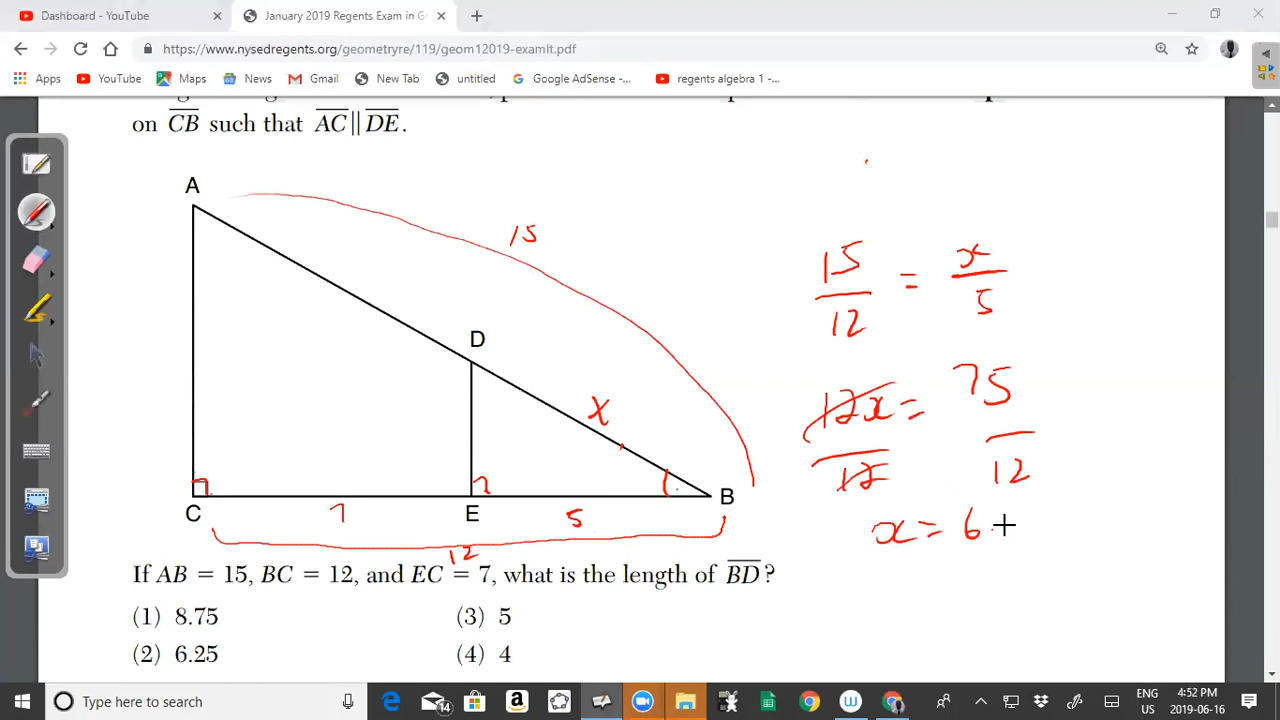 Dashboard - YouTube
January 2019 Regents Exam in G
https://www.nysedregents.org/geometryre/119/geom12019-examlt.pdf
Apps YouTube Maps News Gmail New Tab untitled Google AdSense -... regents algebra 1 -...
on CB such that AC || DE.
A
15
D
x
C
E
B
7
5
12
15/12 = x/5
12x/12 = 75/12
x = 6
If AB = 15, BC = 12, and EC = 7, what is the length of BD?
(1) 8.75
(2) 6.25
(3) 5
(4) 4
Type here to search
14
ENG
US
4:52 PM
2019-06-16